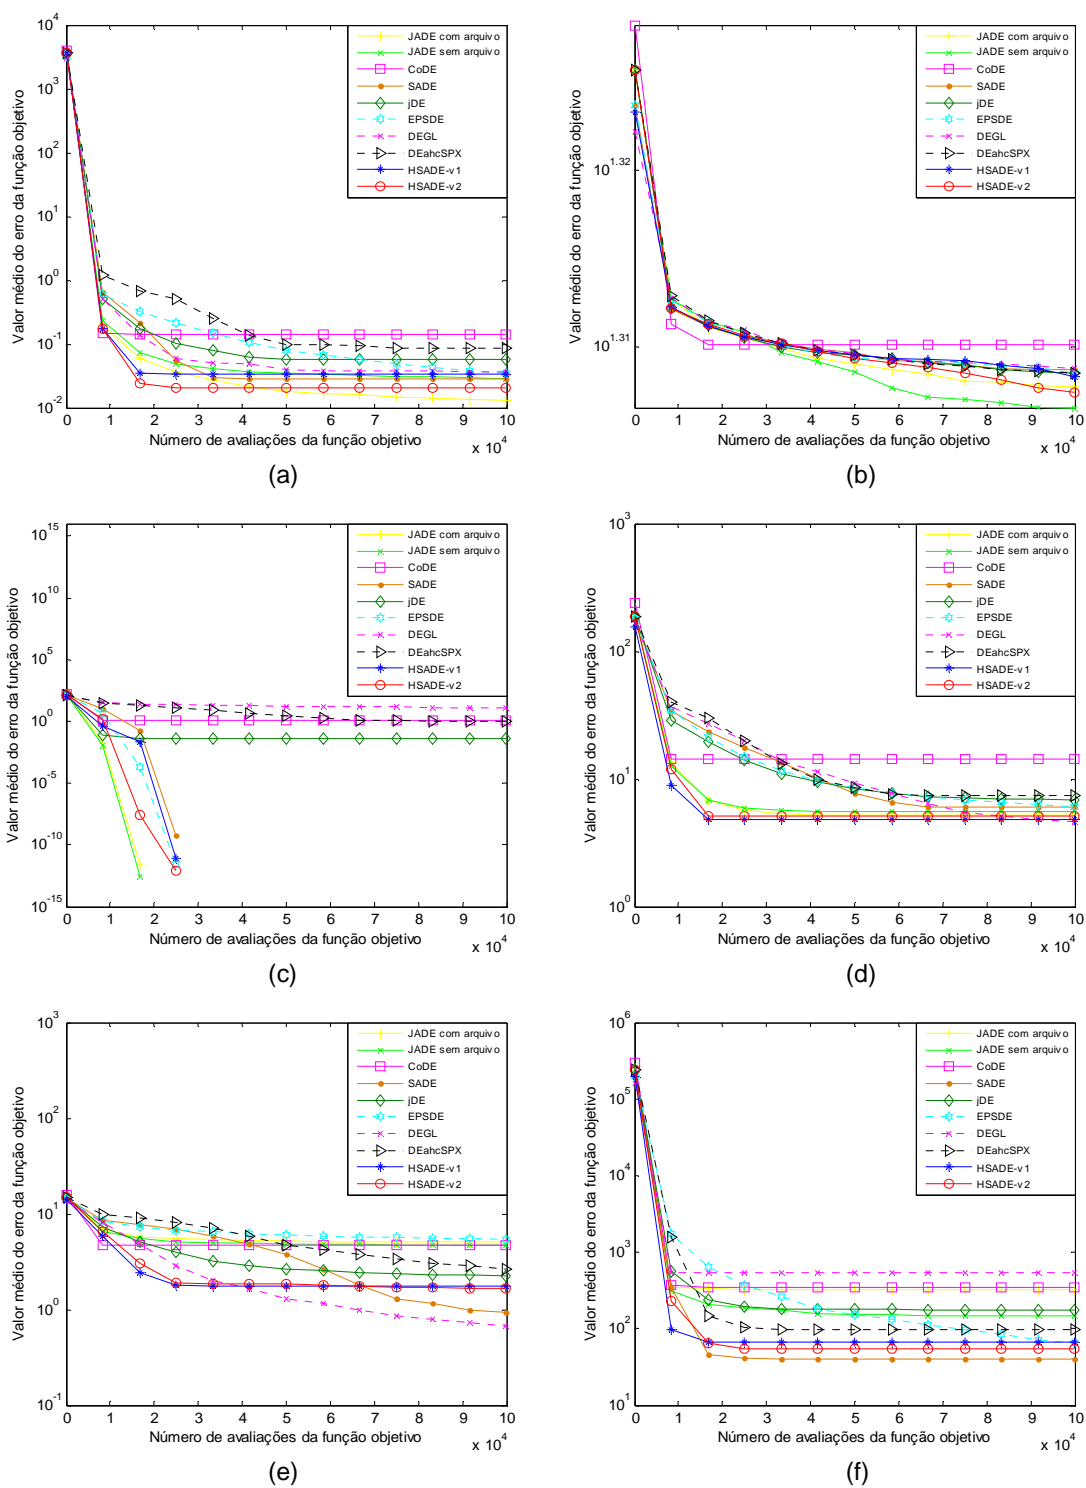 Valor médio do erro da função objetivo
10^4
10^3
10^2
10^1
10^0
10^-1
10^-2
0 1 2 3 4 5 6 7 8 9 10
Número de avaliações da função objetivo
x 10^4
JADE com arquivo
JADE sem arquivo
CoDE
SADE
jDE
EPSDE
DEGL
DEahcSPX
HSADE-v1
HSADE-v2
(a)
Valor médio do erro da função objetivo
10^1.32
10^1.31
0 1 2 3 4 5 6 7 8 9 10
Número de avaliações da função objetivo
x 10^4
JADE com arquivo
JADE sem arquivo
CoDE
SADE
jDE
EPSDE
DEGL
DEahcSPX
HSADE-v1
HSADE-v2
(b)
Valor médio do erro da função objetivo
10^15
10^10
10^5
10^0
10^-5
10^-10
10^-15
0 1 2 3 4 5 6 7 8 9 10
Número de avaliações da função objetivo
x 10^4
JADE com arquivo
JADE sem arquivo
CoDE
SADE
jDE
EPSDE
DEGL
DEahcSPX
HSADE-v1
HSADE-v2
(c)
Valor médio do erro da função objetivo
10^3
10^2
10^1
10^0
0 1 2 3 4 5 6 7 8 9 10
Número de avaliações da função objetivo
x 10^4
JADE com arquivo
JADE sem arquivo
CoDE
SADE
jDE
EPSDE
DEGL
DEahcSPX
HSADE-v1
HSADE-v2
(d)
Valor médio do erro da função objetivo
10^3
10^2
10^1
10^0
10^-1
0 1 2 3 4 5 6 7 8 9 10
Número de avaliações da função objetivo
x 10^4
JADE com arquivo
JADE sem arquivo
CoDE
SADE
jDE
EPSDE
DEGL
DEahcSPX
HSADE-v1
HSADE-v2
(e)
Valor médio do erro da função objetivo
10^6
10^5
10^4
10^3
10^2
10^1
0 1 2 3 4 5 6 7 8 9 10
Número de avaliações da função objetivo
x 10^4
JADE com arquivo
JADE sem arquivo
CoDE
SADE
jDE
EPSDE
DEGL
DEahcSPX
HSADE-v1
HSADE-v2
(f)